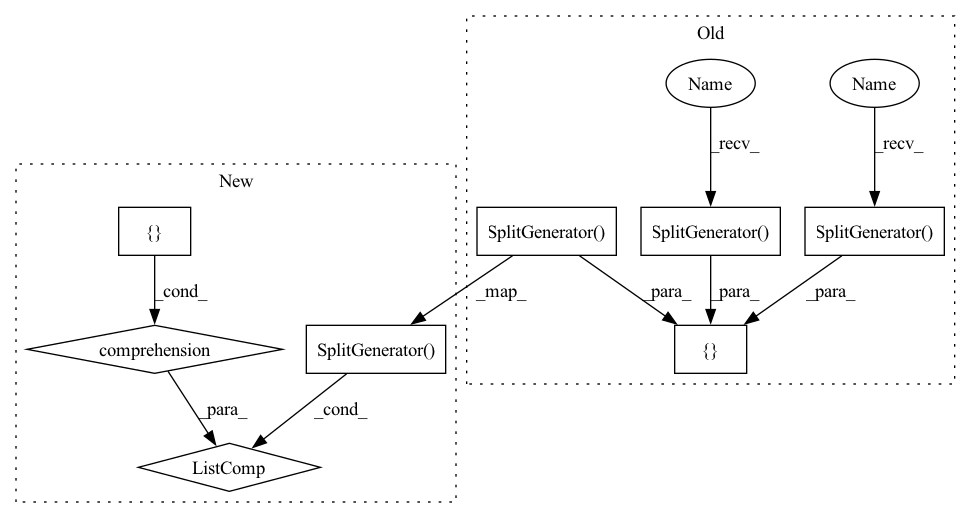 Old
Name
Name
_recv_
_recv_
New
{}
SplitGenerator()
SplitGenerator()
SplitGenerator()
_cond_
_map_
_para_
_para_
_para_
comprehension
SplitGenerator()
{}
_para_
_cond_
ListComp